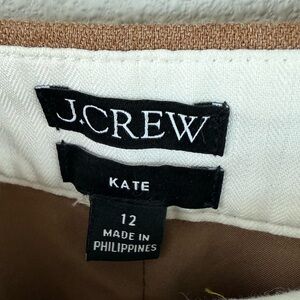 J.CREW
KATE
12
MADE IN
PHILIPPINES